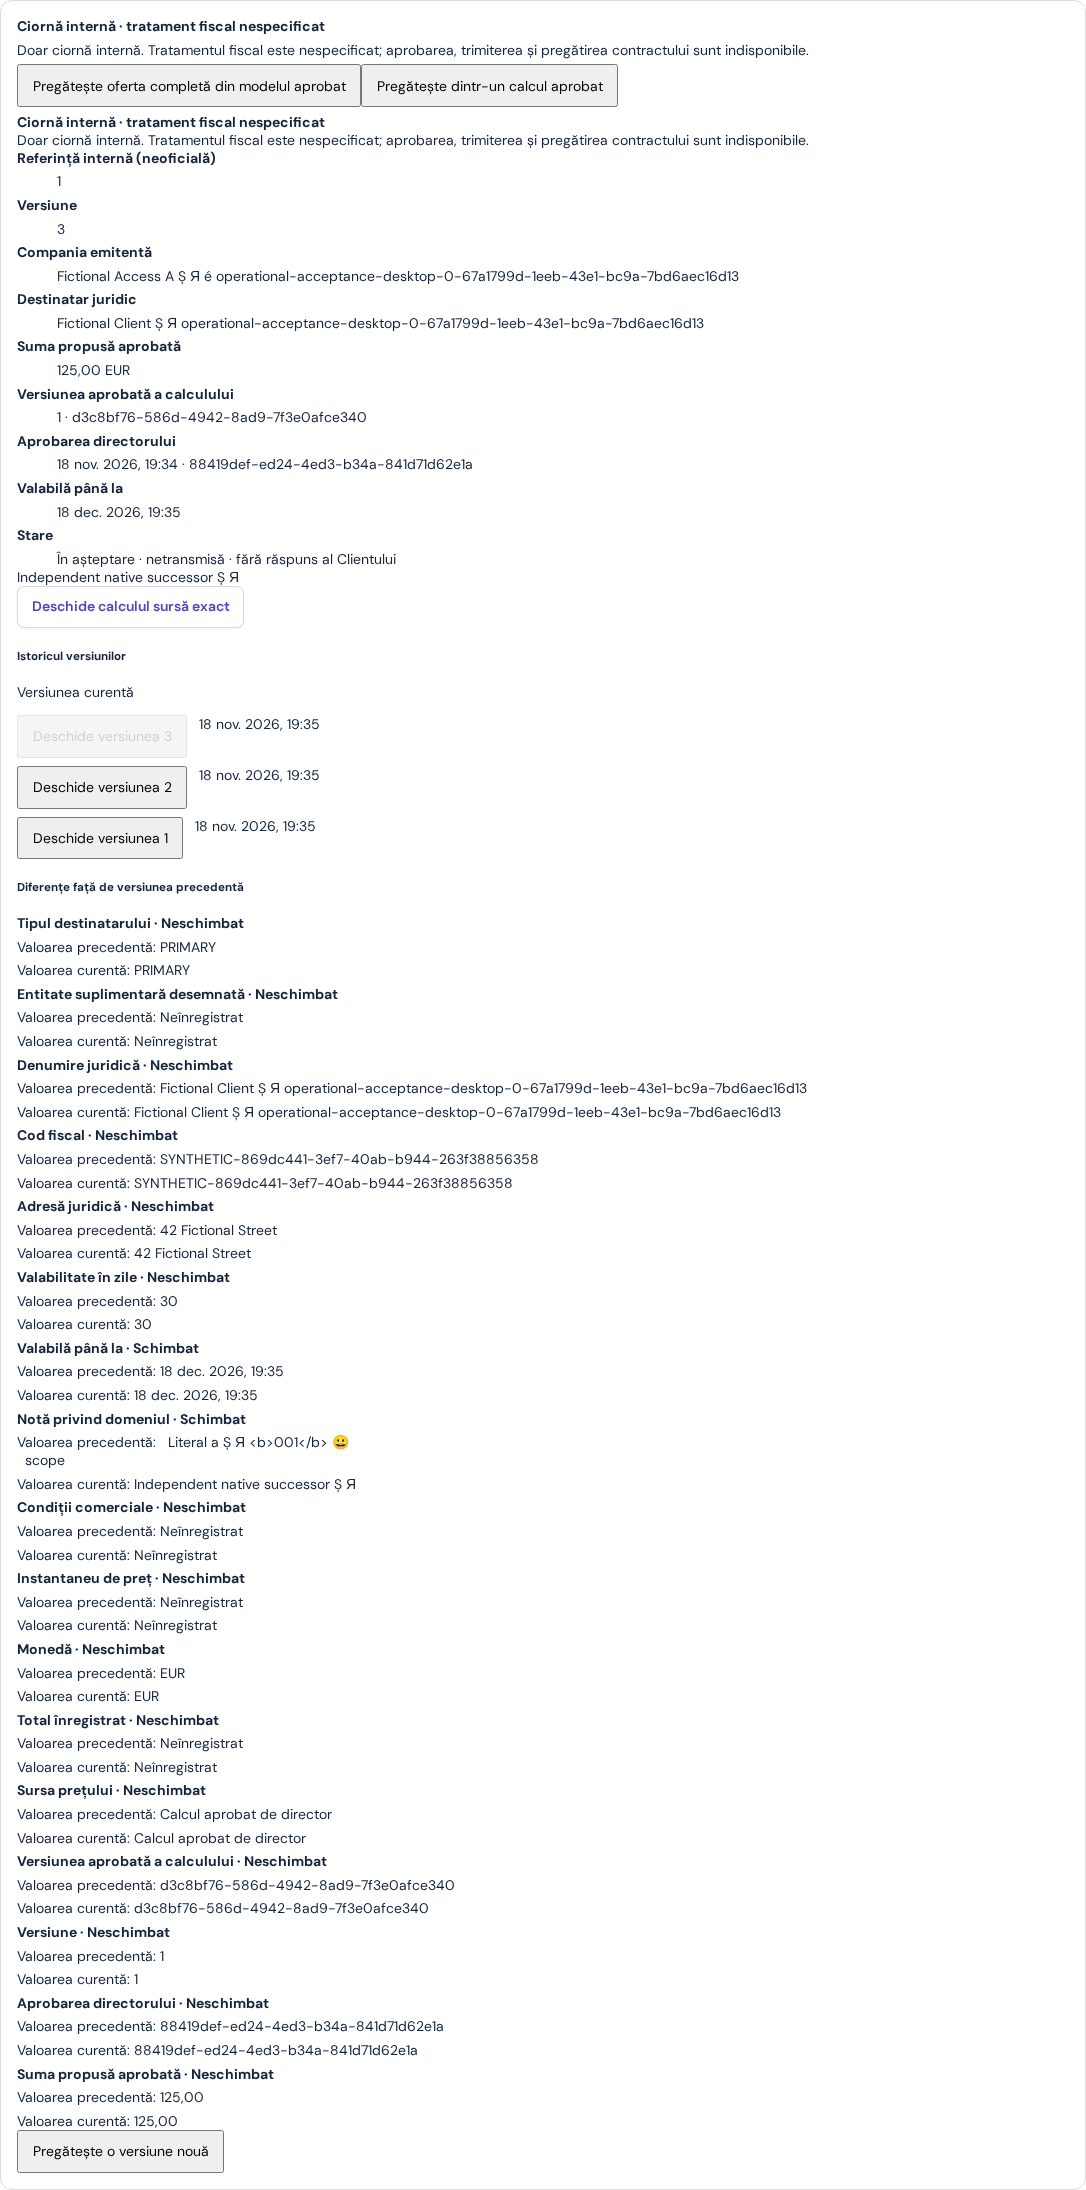 Ciornă internă · tratament fiscal nespecificat
Doar ciornă internă. Tratamentul fiscal este nespecificat; aprobarea, trimiterea și pregătirea contractului sunt indisponibile.
Pregătește oferta completă din modelul aprobat
Pregătește dintr-un calcul aprobat
Ciornă internă · tratament fiscal nespecificat
Doar ciornă internă. Tratamentul fiscal este nespecificat; aprobarea, trimiterea și pregătirea contractului sunt indisponibile.
Referință internă (neoficială)
1
Versiune
3
Compania emitentă
Fictional Access A Ș Я é operational-acceptance-desktop-0-67a1799d-1eeb-43e1-bc9a-7bd6aec16d13
Destinatar juridic
Fictional Client Ș Я operational-acceptance-desktop-0-67a1799d-1eeb-43e1-bc9a-7bd6aec16d13
Suma propusă aprobată
125,00 EUR
Versiunea aprobată a calculului
1 · d3c8bf76-586d-4942-8ad9-7f3e0afce340
Aprobarea directorului
18 nov. 2026, 19:34 · 88419def-ed24-4ed3-b34a-841d71d62e1a
Valabilă până la
18 dec. 2026, 19:35
Stare
În așteptare · netransmisă · fără răspuns al Clientului
Independent native successor Ș Я
Deschide calculul sursă exact
Istoricul versiunilor
Versiunea curentă
Deschide versiunea 3 18 nov. 2026, 19:35
Deschide versiunea 2 18 nov. 2026, 19:35
Deschide versiunea 1 18 nov. 2026, 19:35
Diferențe față de versiunea precedentă
Tipul destinatarului · Neschimbat
Valoarea precedentă: PRIMARY
Valoarea curentă: PRIMARY
Entitate suplimentară desemnată · Neschimbat
Valoarea precedentă: Neînregistrat
Valoarea curentă: Neînregistrat
Denumire juridică · Neschimbat
Valoarea precedentă: Fictional Client Ș Я operational-acceptance-desktop-0-67a1799d-1eeb-43e1-bc9a-7bd6aec16d13
Valoarea curentă: Fictional Client Ș Я operational-acceptance-desktop-0-67a1799d-1eeb-43e1-bc9a-7bd6aec16d13
Cod fiscal · Neschimbat
Valoarea precedentă: SYNTHETIC-869dc441-3ef7-40ab-b944-263f38856358
Valoarea curentă: SYNTHETIC-869dc441-3ef7-40ab-b944-263f38856358
Adresă juridică · Neschimbat
Valoarea precedentă: 42 Fictional Street
Valoarea curentă: 42 Fictional Street
Valabilitate în zile · Neschimbat
Valoarea precedentă: 30
Valoarea curentă: 30
Valabilă până la · Schimbat
Valoarea precedentă: 18 dec. 2026, 19:35
Valoarea curentă: 18 dec. 2026, 19:35
Notă privind domeniul · Schimbat
Valoarea precedentă:   Literal a Ș Я <b>001</b> 😀
scope
Valoarea curentă: Independent native successor Ș Я
Condiții comerciale · Neschimbat
Valoarea precedentă: Neînregistrat
Valoarea curentă: Neînregistrat
Instantaneu de preț · Neschimbat
Valoarea precedentă: Neînregistrat
Valoarea curentă: Neînregistrat
Monedă · Neschimbat
Valoarea precedentă: EUR
Valoarea curentă: EUR
Total înregistrat · Neschimbat
Valoarea precedentă: Neînregistrat
Valoarea curentă: Neînregistrat
Sursa prețului · Neschimbat
Valoarea precedentă: Calcul aprobat de director
Valoarea curentă: Calcul aprobat de director
Versiunea aprobată a calculului · Neschimbat
Valoarea precedentă: d3c8bf76-586d-4942-8ad9-7f3e0afce340
Valoarea curentă: d3c8bf76-586d-4942-8ad9-7f3e0afce340
Versiune · Neschimbat
Valoarea precedentă: 1
Valoarea curentă: 1
Aprobarea directorului · Neschimbat
Valoarea precedentă: 88419def-ed24-4ed3-b34a-841d71d62e1a
Valoarea curentă: 88419def-ed24-4ed3-b34a-841d71d62e1a
Suma propusă aprobată · Neschimbat
Valoarea precedentă: 125,00
Valoarea curentă: 125,00
Pregătește o versiune nouă